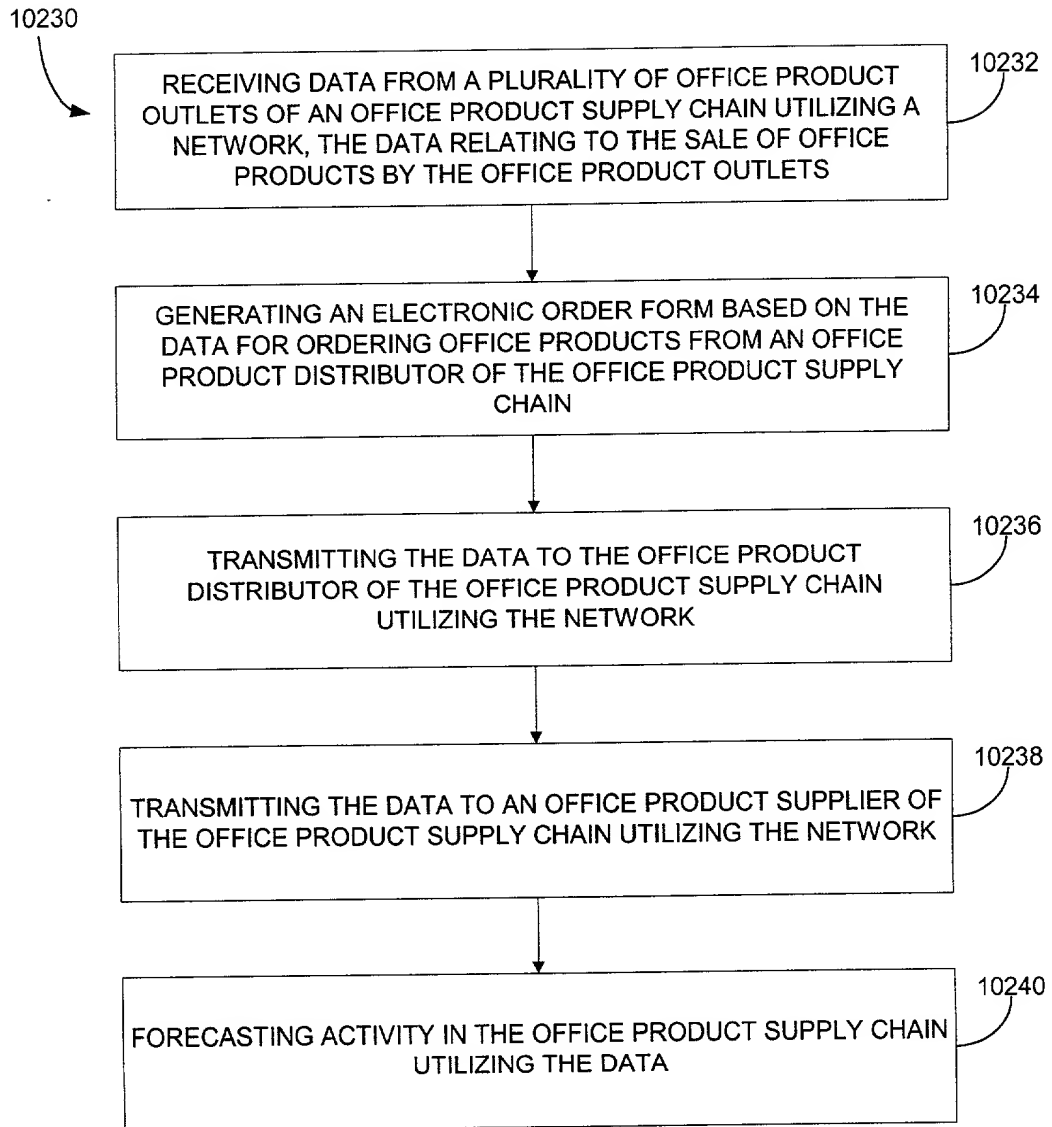 10230
RECEIVING DATA FROM A PLURALITY OF OFFICE PRODUCT
OUTLETS OF AN OFFICE PRODUCT SUPPLY CHAIN UTILIZING A
NETWORK, THE DATA RELATING TO THE SALE OF OFFICE
PRODUCTS BY THE OFFICE PRODUCT OUTLETS
10232
GENERATING AN ELECTRONIC ORDER FORM BASED ON THE
DATA FOR ORDERING OFFICE PRODUCTS FROM AN OFFICE
PRODUCT DISTRIBUTOR OF THE OFFICE PRODUCT SUPPLY
CHAIN
10234
TRANSMITTING THE DATA TO THE OFFICE PRODUCT
DISTRIBUTOR OF THE OFFICE PRODUCT SUPPLY CHAIN
UTILIZING THE NETWORK
10236
TRANSMITTING THE DATA TO AN OFFICE PRODUCT SUPPLIER OF
THE OFFICE PRODUCT SUPPLY CHAIN UTILIZING THE NETWORK
10238
FORECASTING ACTIVITY IN THE OFFICE PRODUCT SUPPLY CHAIN
UTILIZING THE DATA
10240